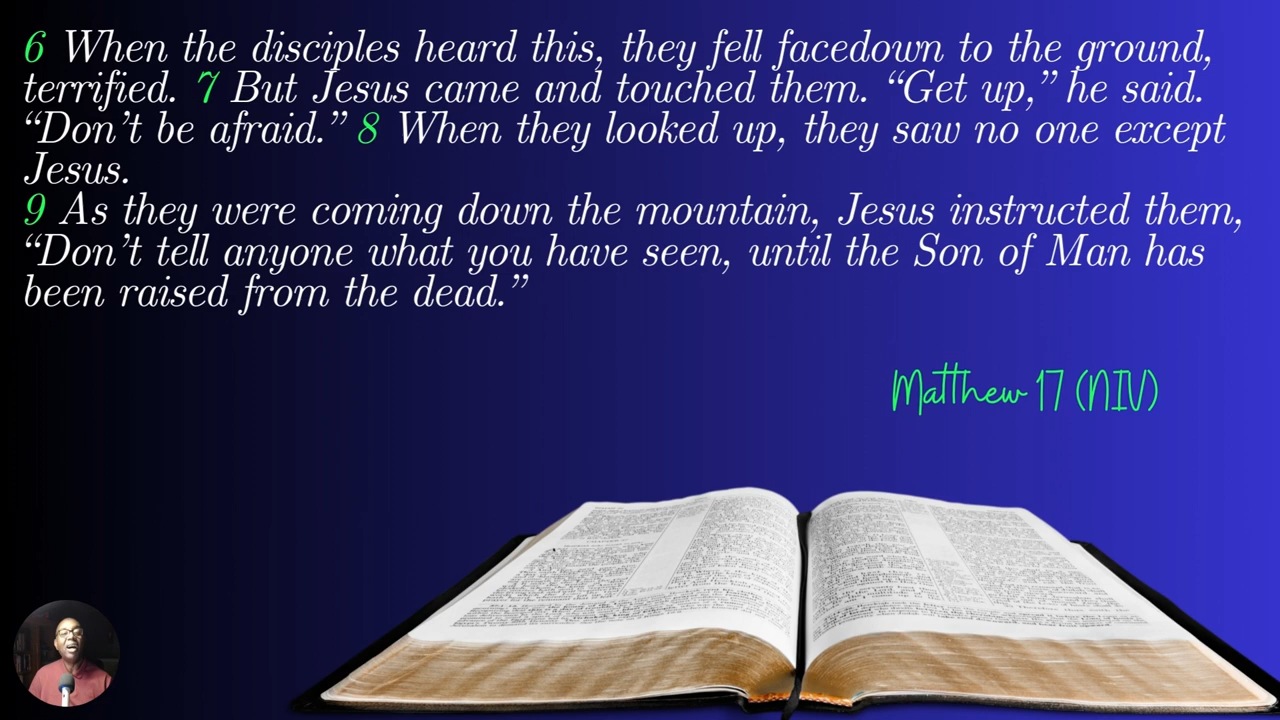 6 When the disciples heard this, they fell facedown to the ground,
terrified. 7 But Jesus came and touched them. “Get up,” he said.
“Don’t be afraid.” 8 When they looked up, they saw no one except
Jesus.
9 As they were coming down the mountain, Jesus instructed them,
“Don’t tell anyone what you have seen, until the Son of Man has
been raised from the dead.”
Matthew 17 (NIV)